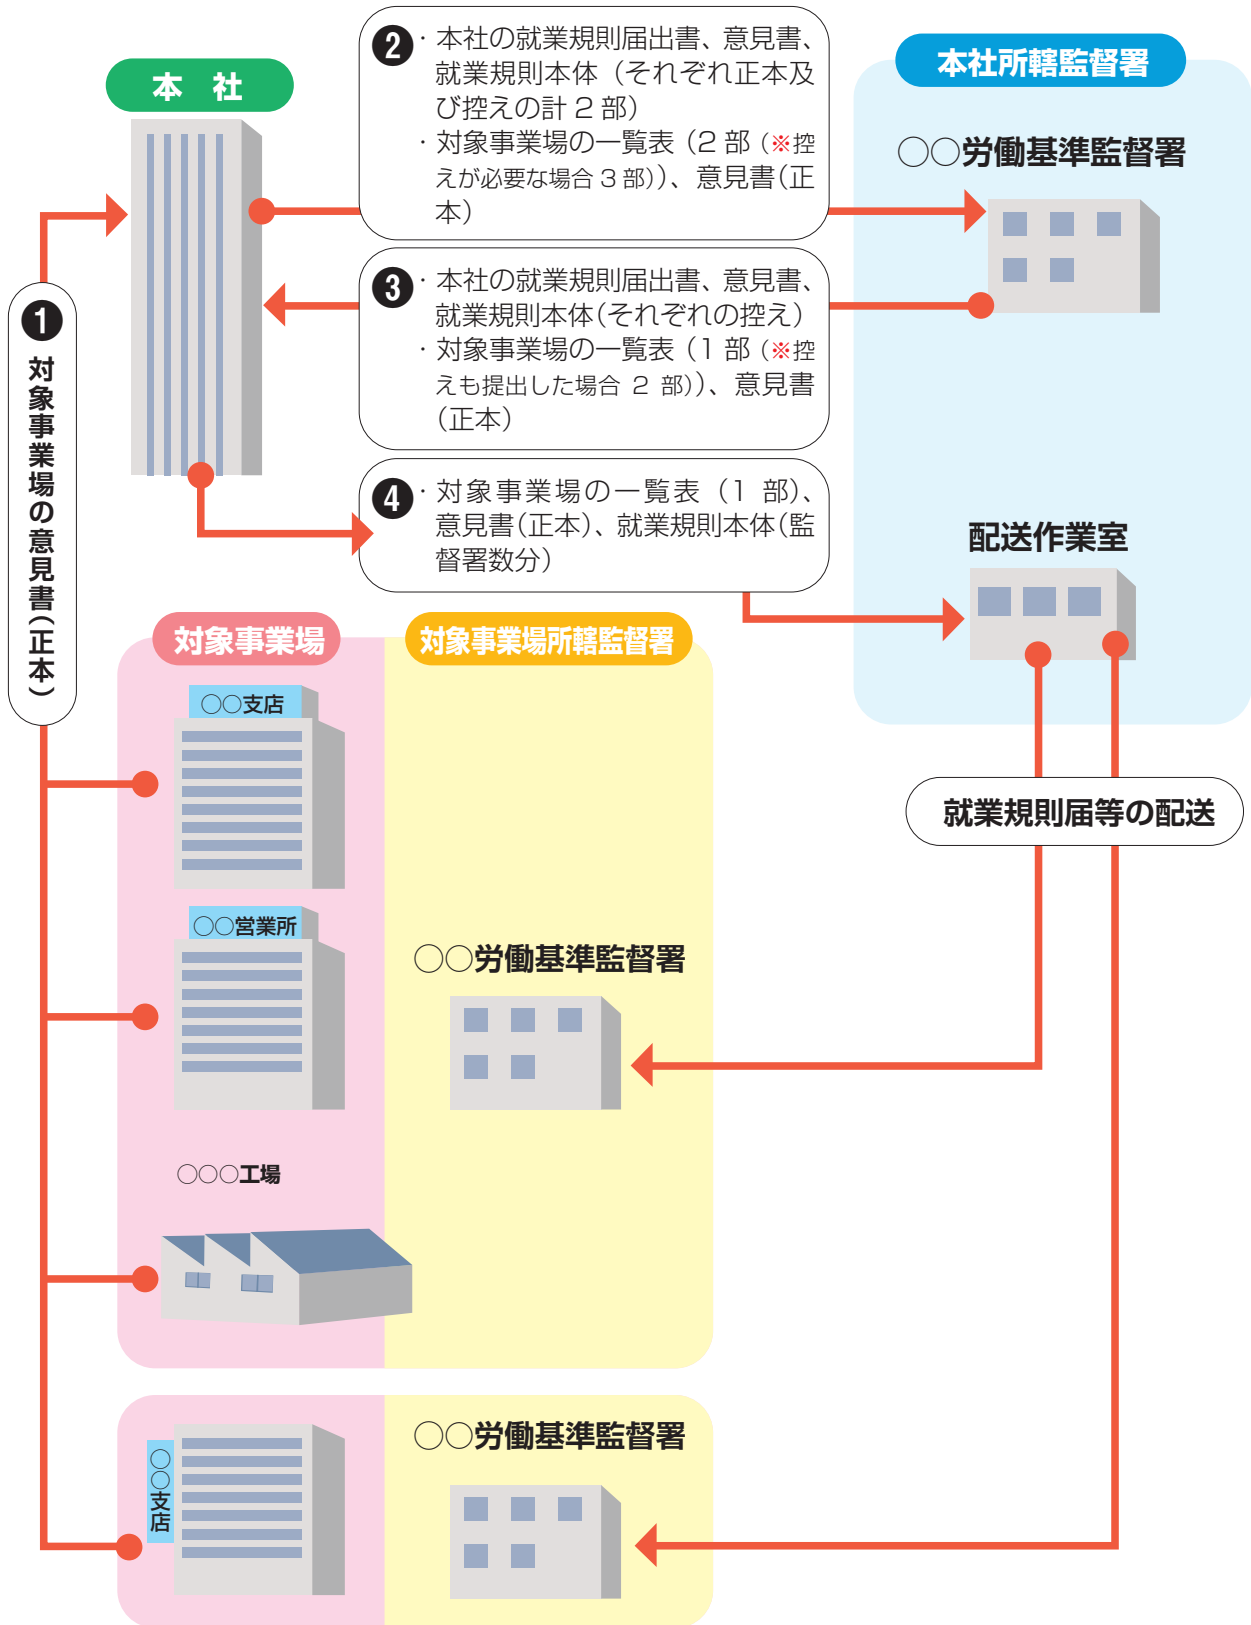 本 社
❷・本社の就業規則届出書、意見書、
就業規則本体(それぞれ正本及
び控えの計2部)
・対象事業場の一覧表(2部(※控
えが必要な場合3部))、意見書(正
本)
本社所轄監督署
○○労働基準監督署
❸・本社の就業規則届出書、意見書、
就業規則本体(それぞれの控え)
・対象事業場の一覧表(1部(※控
えも提出した場合 2 部))、意見書
(正本)
❶対象事業場の意見書(正本)
❹・対象事業場の一覧表(1 部)、
意見書(正本)、就業規則本体(監
督署数分)
配送作業室
対象事業場
対象事業場所轄監督署
○○支店
就業規則届等の配送
○○営業所
○○労働基準監督署
○○○工場
○○支店
○○労働基準監督署